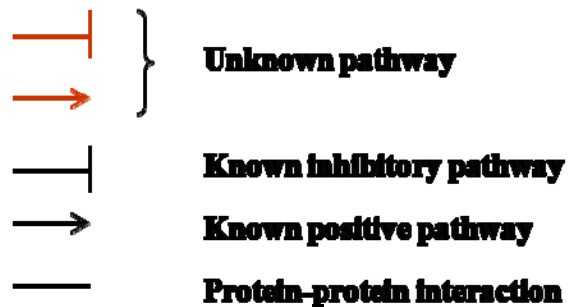 Unknown pathway
Known inhibitory pathway
Known positive pathway
Protein-protein interaction